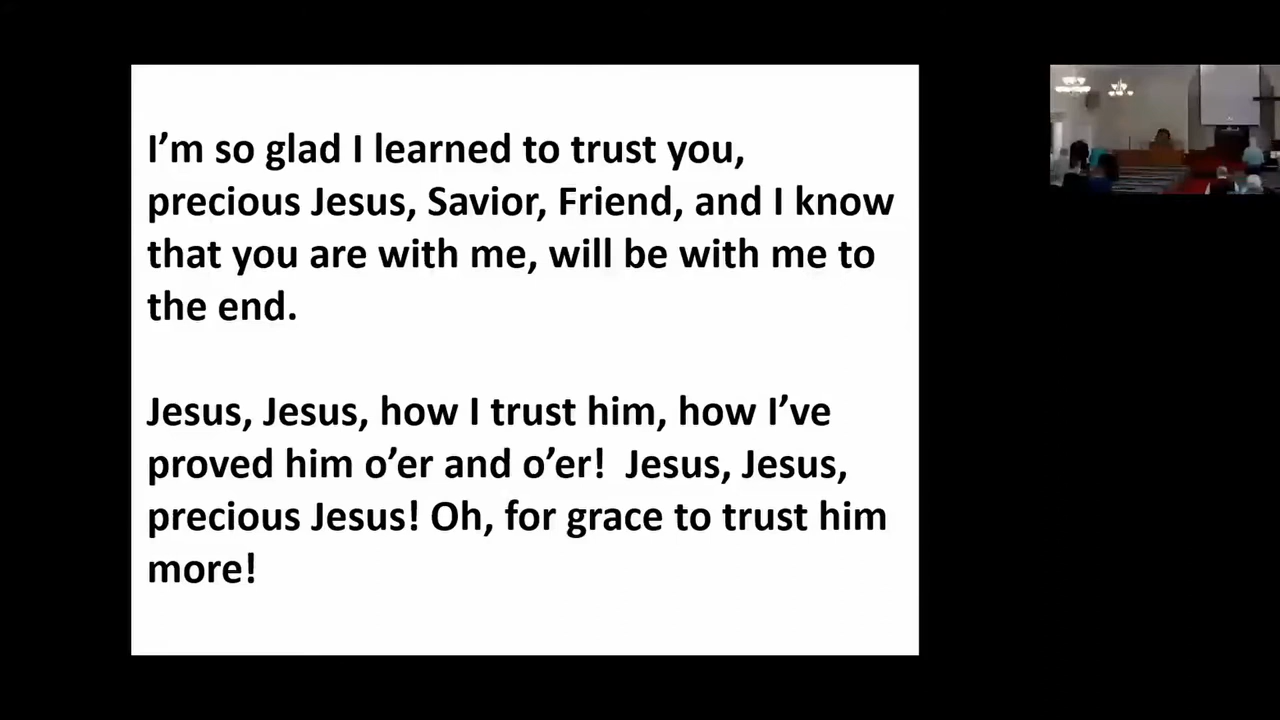 I’m so glad I learned to trust you,
precious Jesus, Savior, Friend, and I know
that you are with me, will be with me to
the end.
Jesus, Jesus, how I trust him, how I’ve
proved him o’er and o’er!  Jesus, Jesus,
precious Jesus! Oh, for grace to trust him
more!